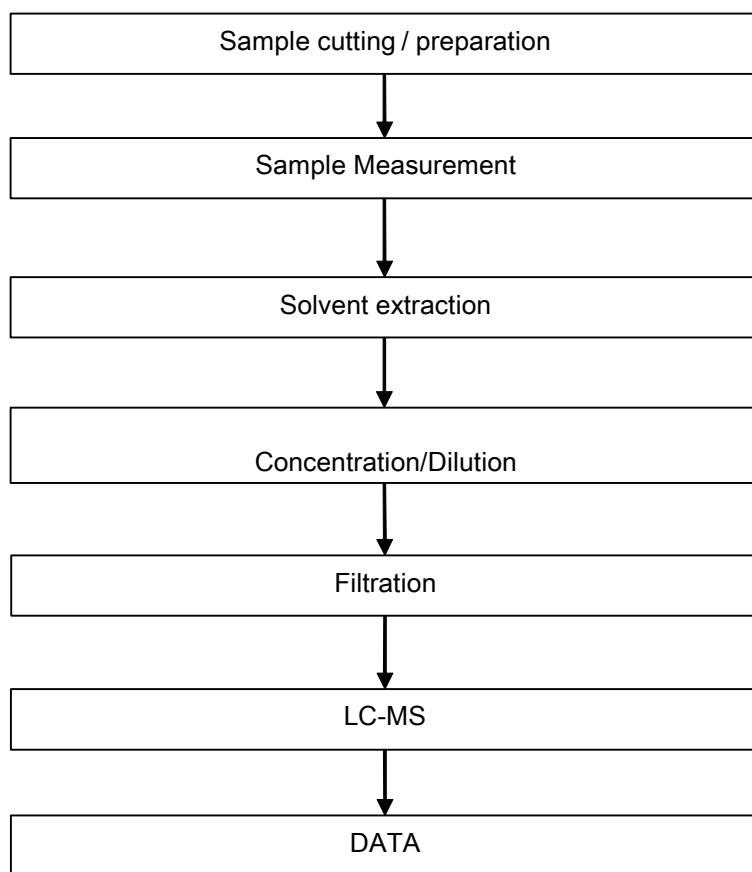 Sample cutting / preparation
Sample Measurement
Solvent extraction
Concentration/Dilution
Filtration
LC-MS
DATA